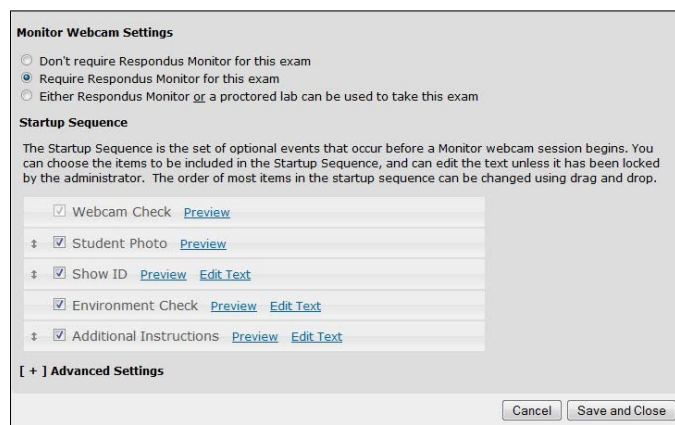 Monitor Webcam Settings
Don't require Respondus Monitor for this exam
Require Respondus Monitor for this exam
Either Respondus Monitor or a proctored lab can be used to take this exam
Startup Sequence
The Startup Sequence is the set of optional events that occur before a Monitor webcam session begins. You
can choose the items to be included in the Startup Sequence, and can edit the text unless it has been locked
by the administrator. The order of most items in the startup sequence can be changed using drag and drop.
Webcam Check Preview
Student Photo Preview
Show ID Preview Edit Text
Environment Check Preview Edit Text
Additional Instructions Preview Edit Text
[ + ] Advanced Settings
Cancel Save and Close